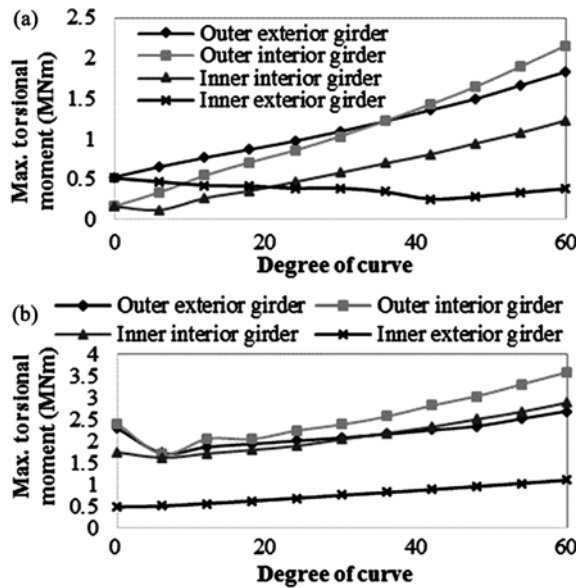 (a)
2.5
2
1.5
1
0.5
0
Max. torsional
moment (MNm)
Outer exterior girder
Outer interior girder
Inner interior girder
Inner exterior girder
0 20 40 60
Degree of curve
(b)
Outer exterior girder Outer interior girder
Inner interior girder Inner exterior girder
4
3.5
3
2.5
2
1.5
1
0.5
0
Max. torsional
moment (MNm)
0 20 40 60
Degree of curve